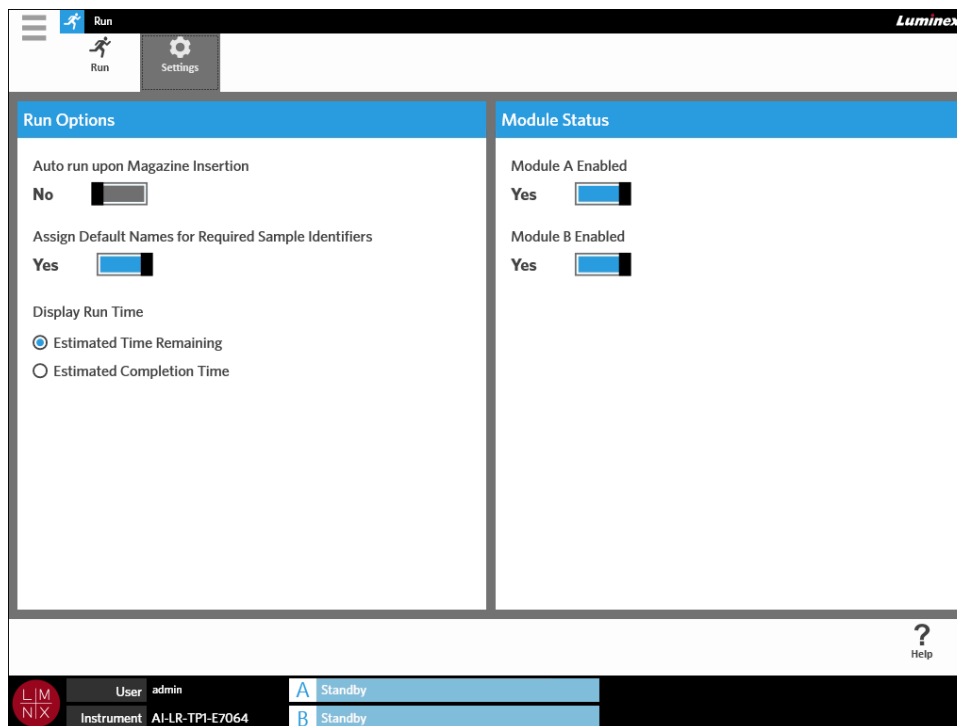 Run
Luminex
Run
Settings
Run Options
Module Status
Auto run upon Magazine Insertion
No
Assign Default Names for Required Sample Identifiers
Yes
Display Run Time
Estimated Time Remaining
Estimated Completion Time
Module A Enabled
Yes
Module B Enabled
Yes
?
Help
L M
N X
User admin
Instrument AI-LR-TP1-E7064
A Standby
B Standby